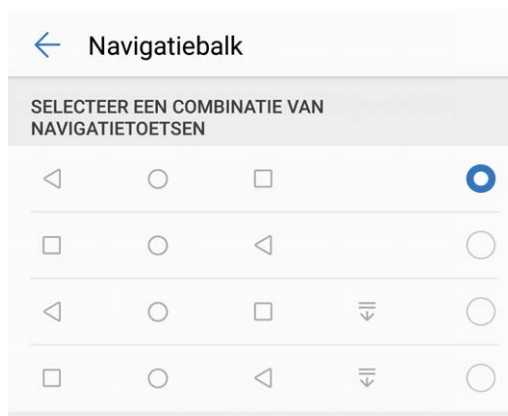 Navigatiebalk
SELECTEER EEN COMBINATIE VAN
NAVIGATIETOETSEN